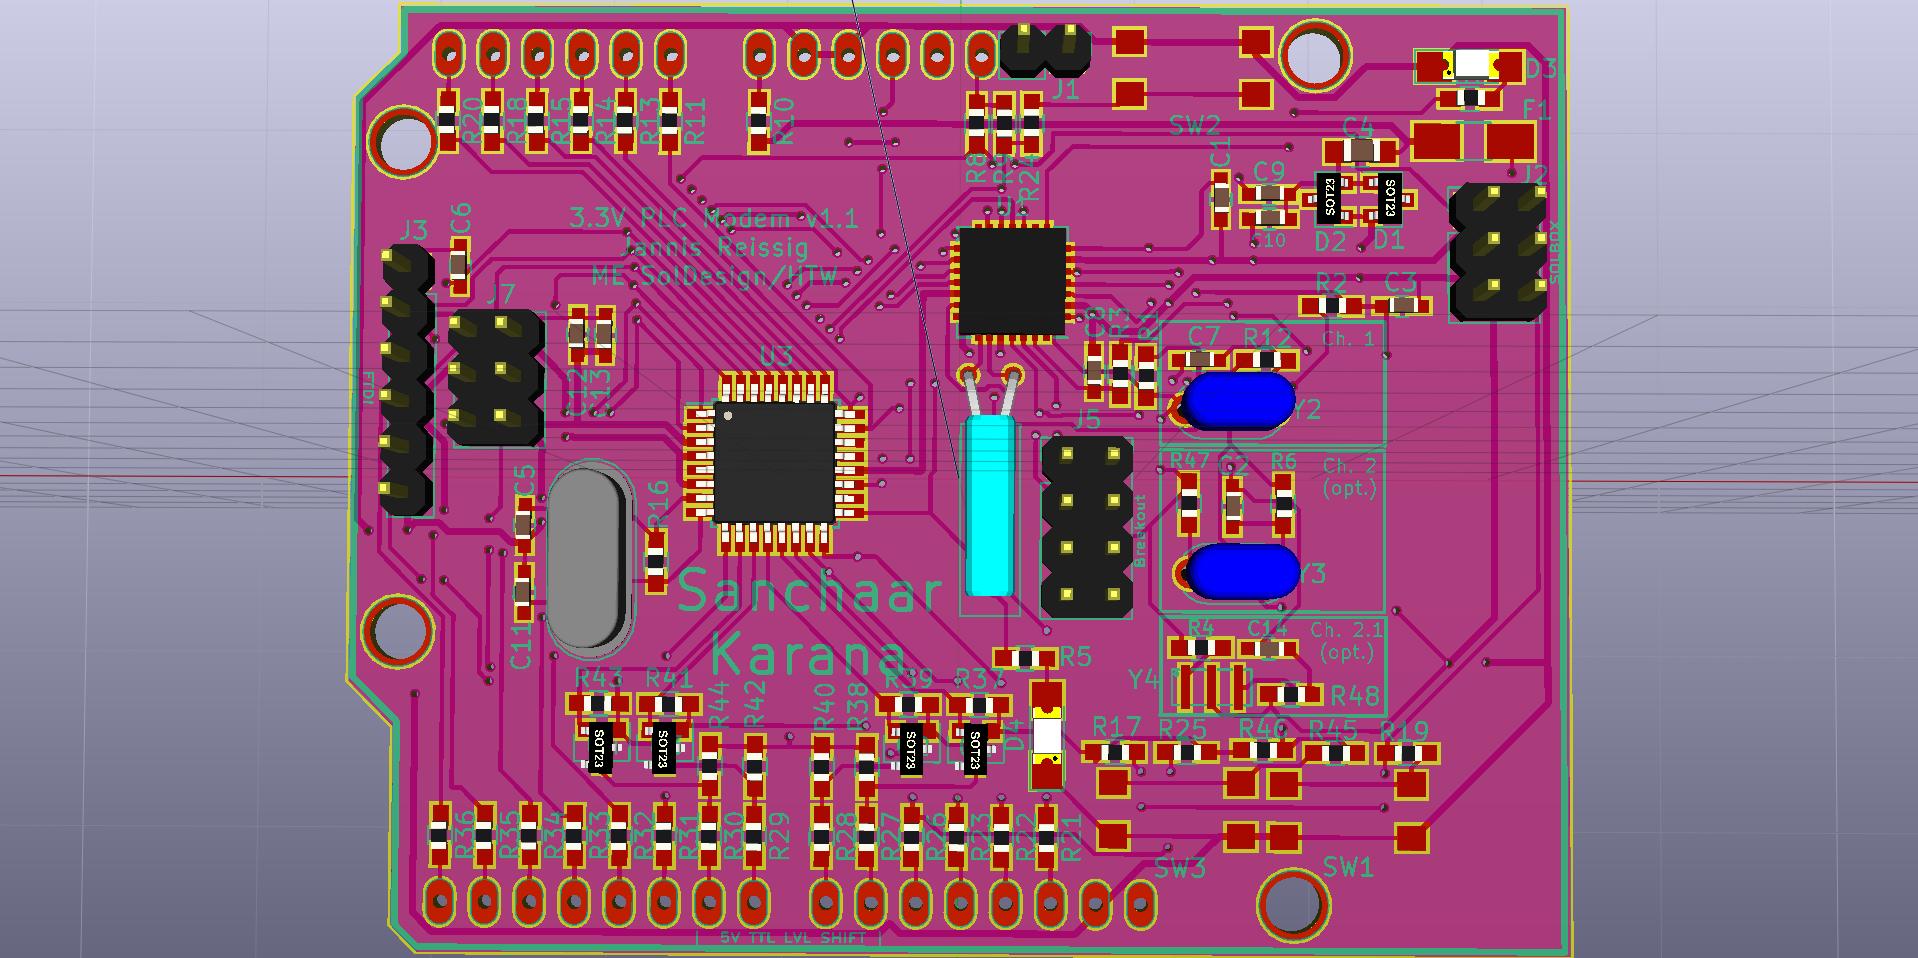 R20
R18
R15
R14
R13
R11
R10
J1
D3
F1
R8
R9
R24
SW2
C1
C4
C9
C10
SOT23
SOT23
D2
D1
J2
SOLBOX
J3
C6
3.3V PLC Modem v1.1
Jannis Reissig
ME SolDesign/HTW
J7
FTDI
C12
C13
U3
R3
R1
R2
C3
C7
R12
Ch. 1
Y2
J5
Breakout
R47
C2
R6
Ch. 2
(opt.)
Y3
C5
R16
C11
Sanchaar
Karana
R5
R4
C14
Ch. 2.1
(opt.)
Y4
R48
R43
R41
R44
R42
R40
R38
R39
R37
D4
SOT23
SOT23
SOT23
SOT23
R17
R25
R46
R45
R19
R36
R35
R34
R33
R32
R31
R30
R29
R28
R27
R26
R23
R22
R21
SW3
SW1
5V TTL LVL SHIFT